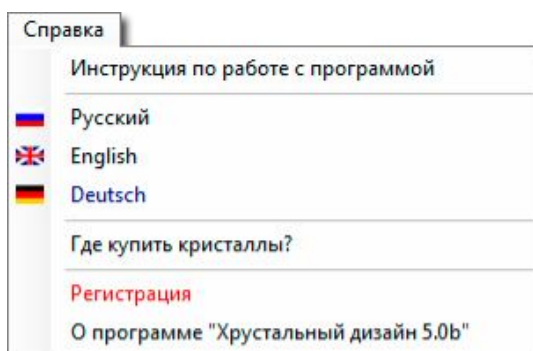 Справка
Инструкция по работе с программой
Русский
English
Deutsch
Где купить кристаллы?
Регистрация
О программе "Хрустальный дизайн 5.0b"